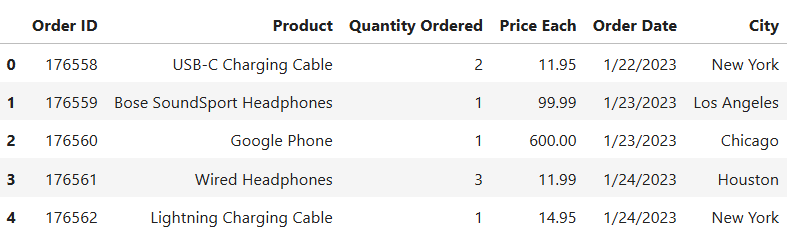 Order ID Product Quantity Ordered Price Each Order Date City
0 176558 USB-C Charging Cable 2 11.95 1/22/2023 New York
1 176559 Bose SoundSport Headphones 1 99.99 1/23/2023 Los Angeles
2 176560 Google Phone 1 600.00 1/23/2023 Chicago
3 176561 Wired Headphones 3 11.99 1/24/2023 Houston
4 176562 Lightning Charging Cable 1 14.95 1/24/2023 New York